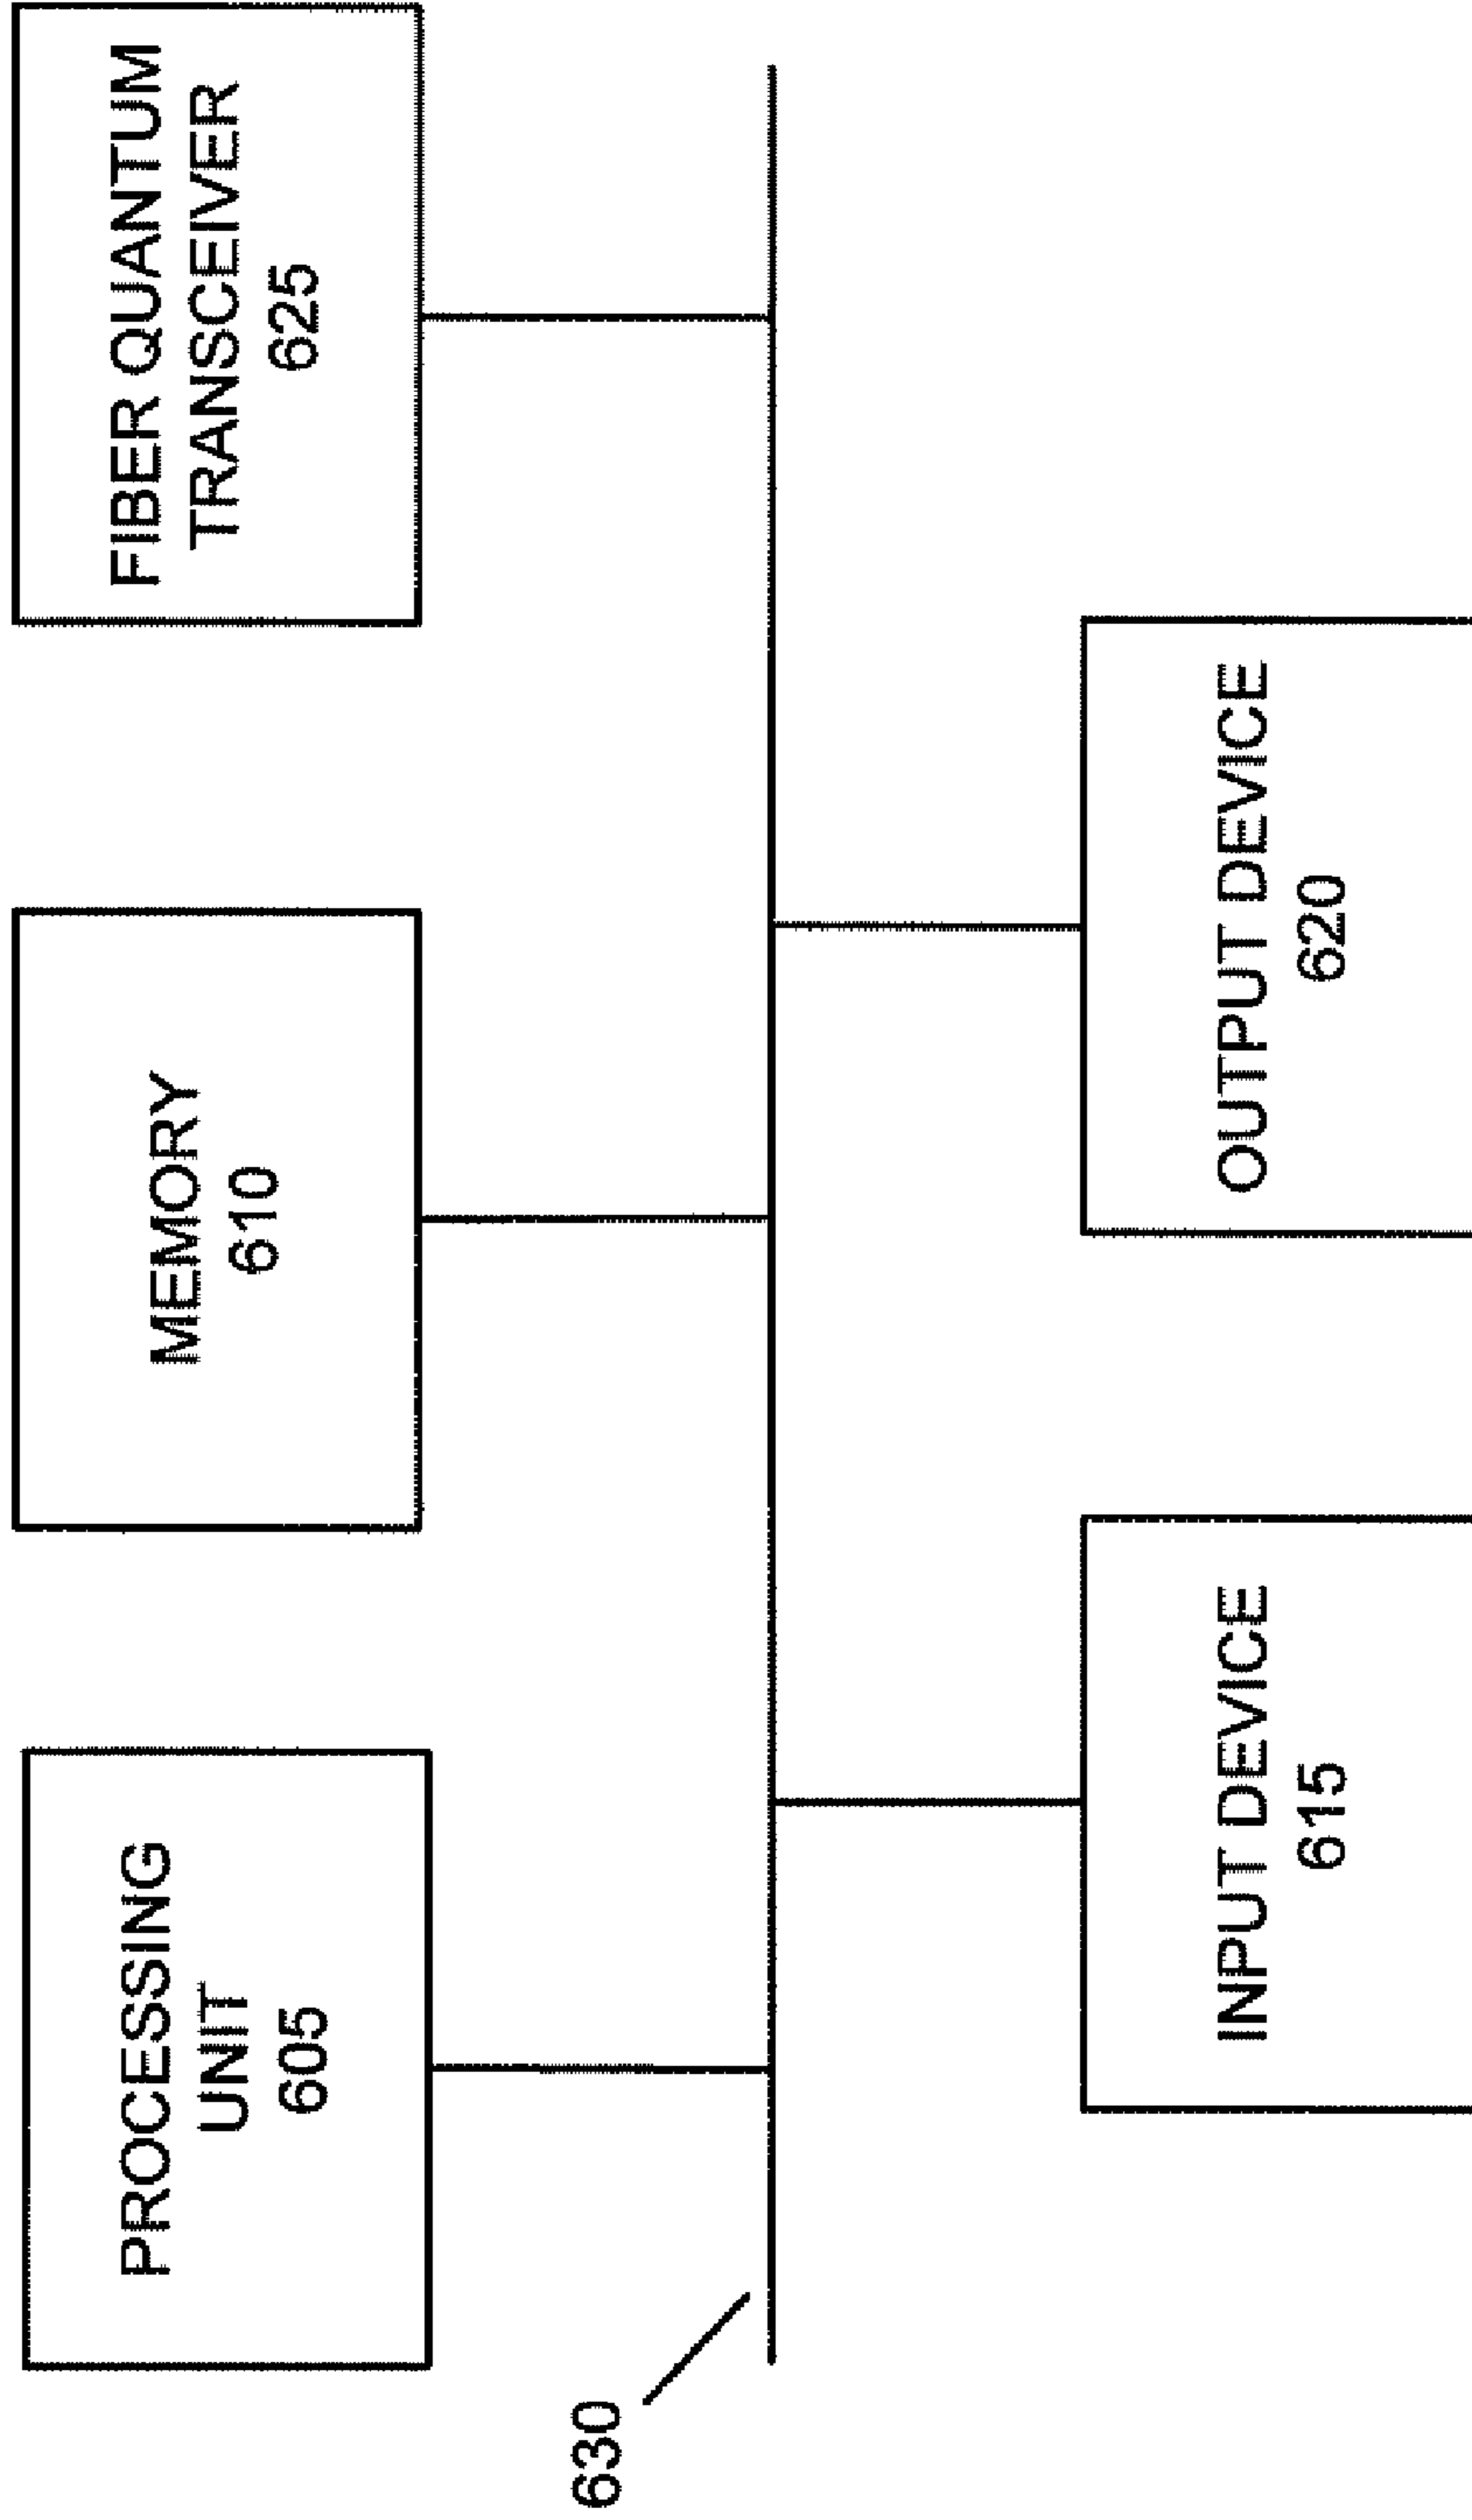 PROCESSING
UNIT
605
MEMORY
610
FIBER QUANTUM
TRANSCEIVER
625
630
INPUT DEVICE
615
OUTPUT DEVICE
620